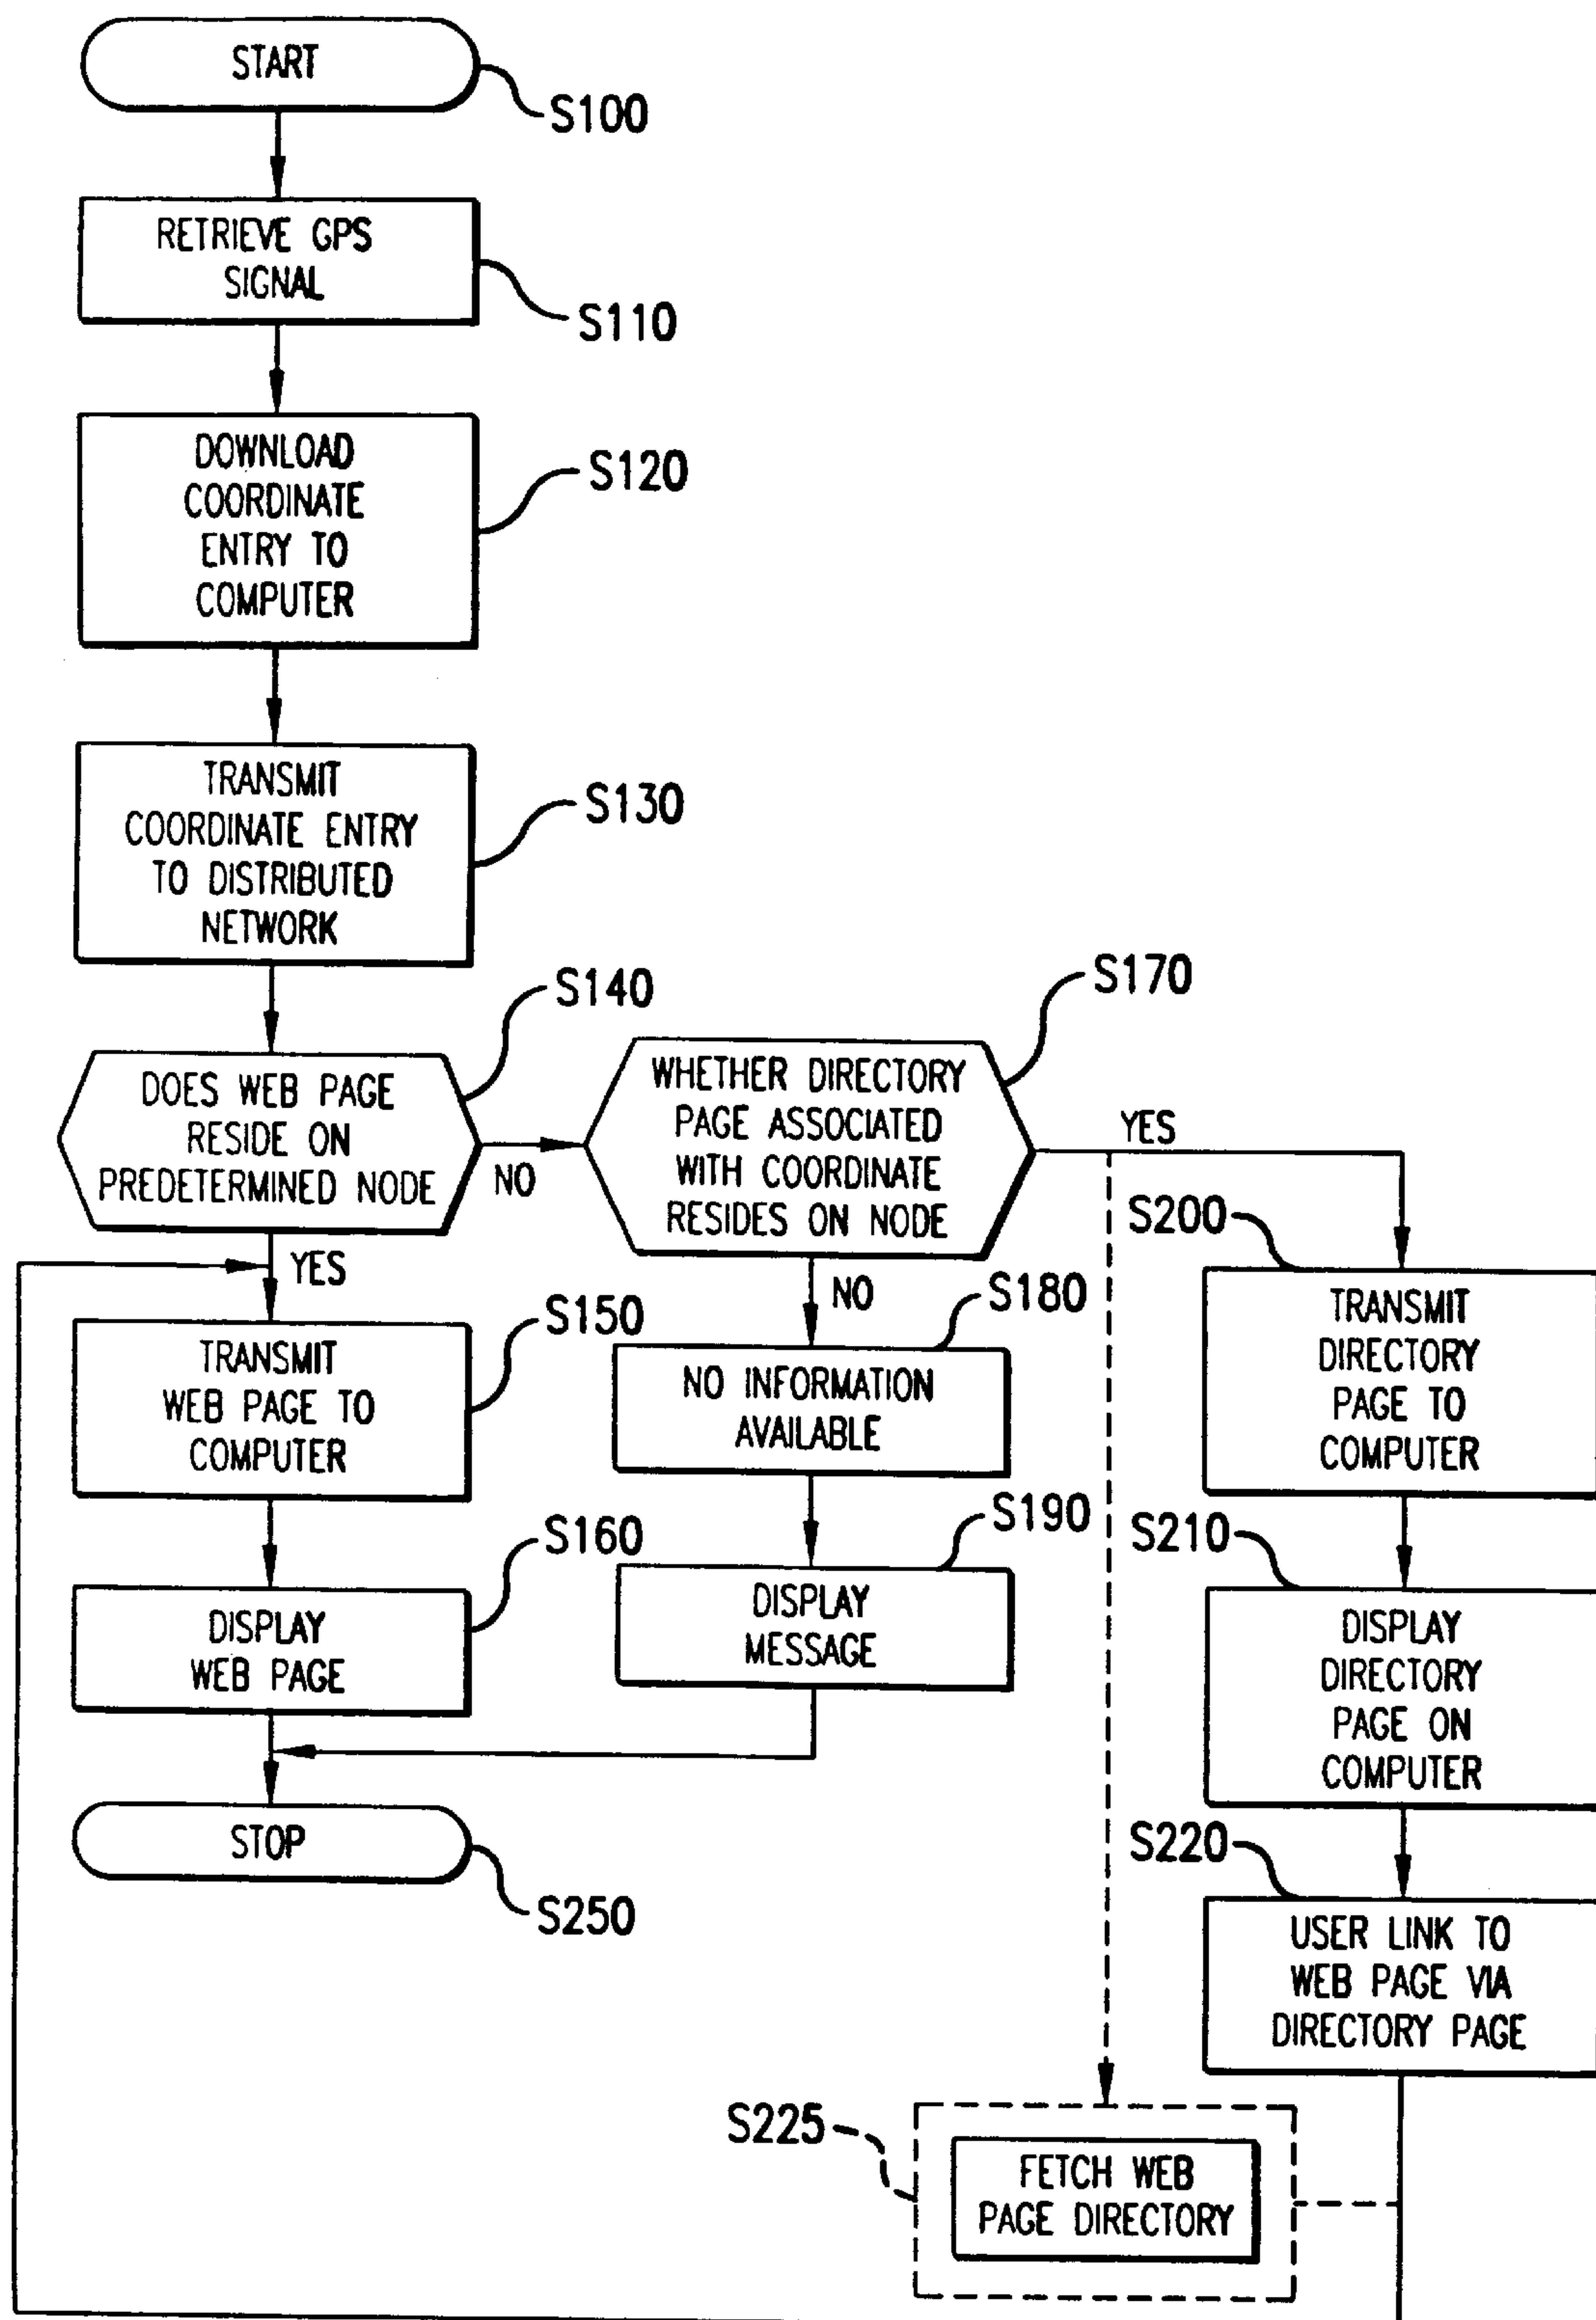 START
S100
RETRIEVE GPS
SIGNAL
S110
DOWNLOAD
COORDINATE
ENTRY TO
COMPUTER
S120
TRANSMIT
COORDINATE ENTRY
TO DISTRIBUTED
NETWORK
S130
S140
DOES WEB PAGE
RESIDE ON
PREDETERMINED NODE
NO
YES
S170
WHETHER DIRECTORY
PAGE ASSOCIATED
WITH COORDINATE
RESIDES ON NODE
YES
NO
S150
TRANSMIT
WEB PAGE TO
COMPUTER
S160
DISPLAY
WEB PAGE
STOP
S250
S180
NO INFORMATION
AVAILABLE
S190
DISPLAY
MESSAGE
S200
TRANSMIT
DIRECTORY
PAGE TO
COMPUTER
S210
DISPLAY
DIRECTORY
PAGE ON
COMPUTER
S220
USER LINK TO
WEB PAGE VIA
DIRECTORY PAGE
S225
FETCH WEB
PAGE DIRECTORY